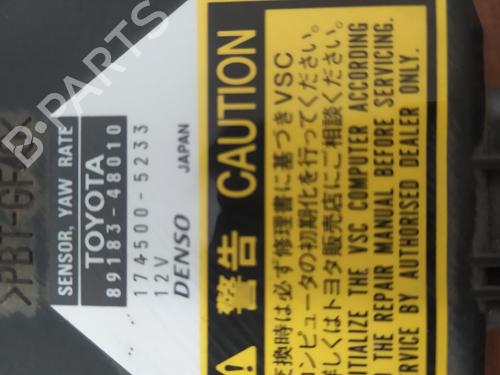 >PBT-GF
SENSOR, YAW RATE
TOYOTA
89183-48010
174500-5233
12V
DENSO JAPAN
警告 CAUTION
交換時は必ず修理書に基づきVSC
コンピュータの初期化を行ってください。
詳しくはトヨタ販売店にご相談ください。
ITIALIZE THE VSC COMPUTER ACCORDING
O THE REPAIR MANUAL BEFORE SERVICING.
ERVICE BY AUTHORISED DEALER ONLY.
B-PARTS